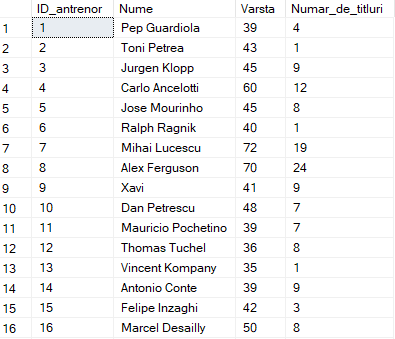 ID_antrenor Nume Varsta Numar_de_titluri
1 1 Pep Guardiola 39 4
2 2 Toni Petrea 43 1
3 3 Jurgen Klopp 45 9
4 4 Carlo Ancelotti 60 12
5 5 Jose Mourinho 45 8
6 6 Ralph Ragnik 40 1
7 7 Mihai Lucescu 72 19
8 8 Alex Ferguson 70 24
9 9 Xavi 41 9
10 10 Dan Petrescu 48 7
11 11 Mauricio Pochetino 39 7
12 12 Thomas Tuchel 36 8
13 13 Vincent Kompany 35 1
14 14 Antonio Conte 39 9
15 15 Felipe Inzaghi 42 3
16 16 Marcel Desailly 50 8